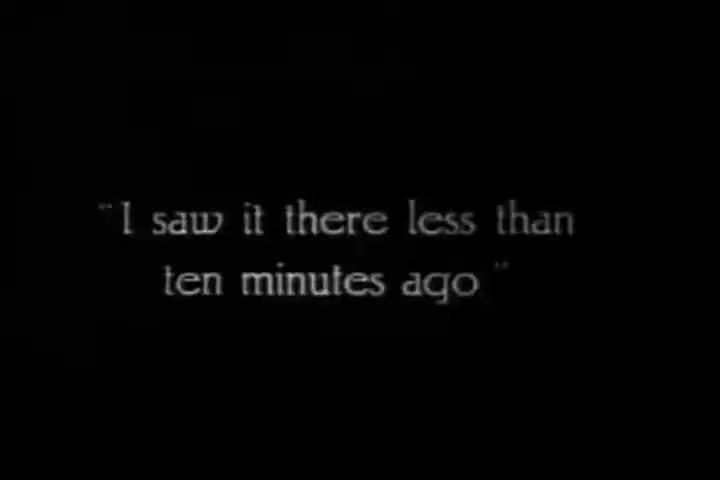 "I saw it there less than
ten minutes ago"